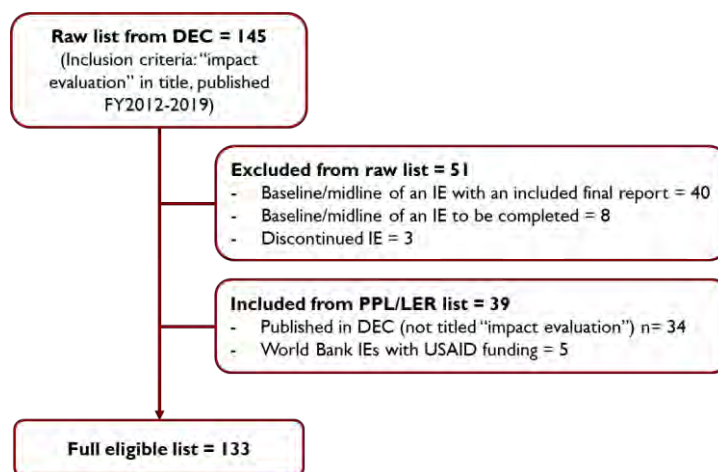 Raw list from DEC = 145
(Inclusion criteria: "impact
evaluation" in title, published
FY2012-2019)
Excluded from raw list = 51
- Baseline/midline of an IE with an included final report = 40
- Baseline/midline of an IE to be completed = 8
- Discontinued IE = 3
Included from PPL/LER list = 39
- Published in DEC (not titled "impact evaluation") n= 34
- World Bank IEs with USAID funding = 5
Full eligible list = 133